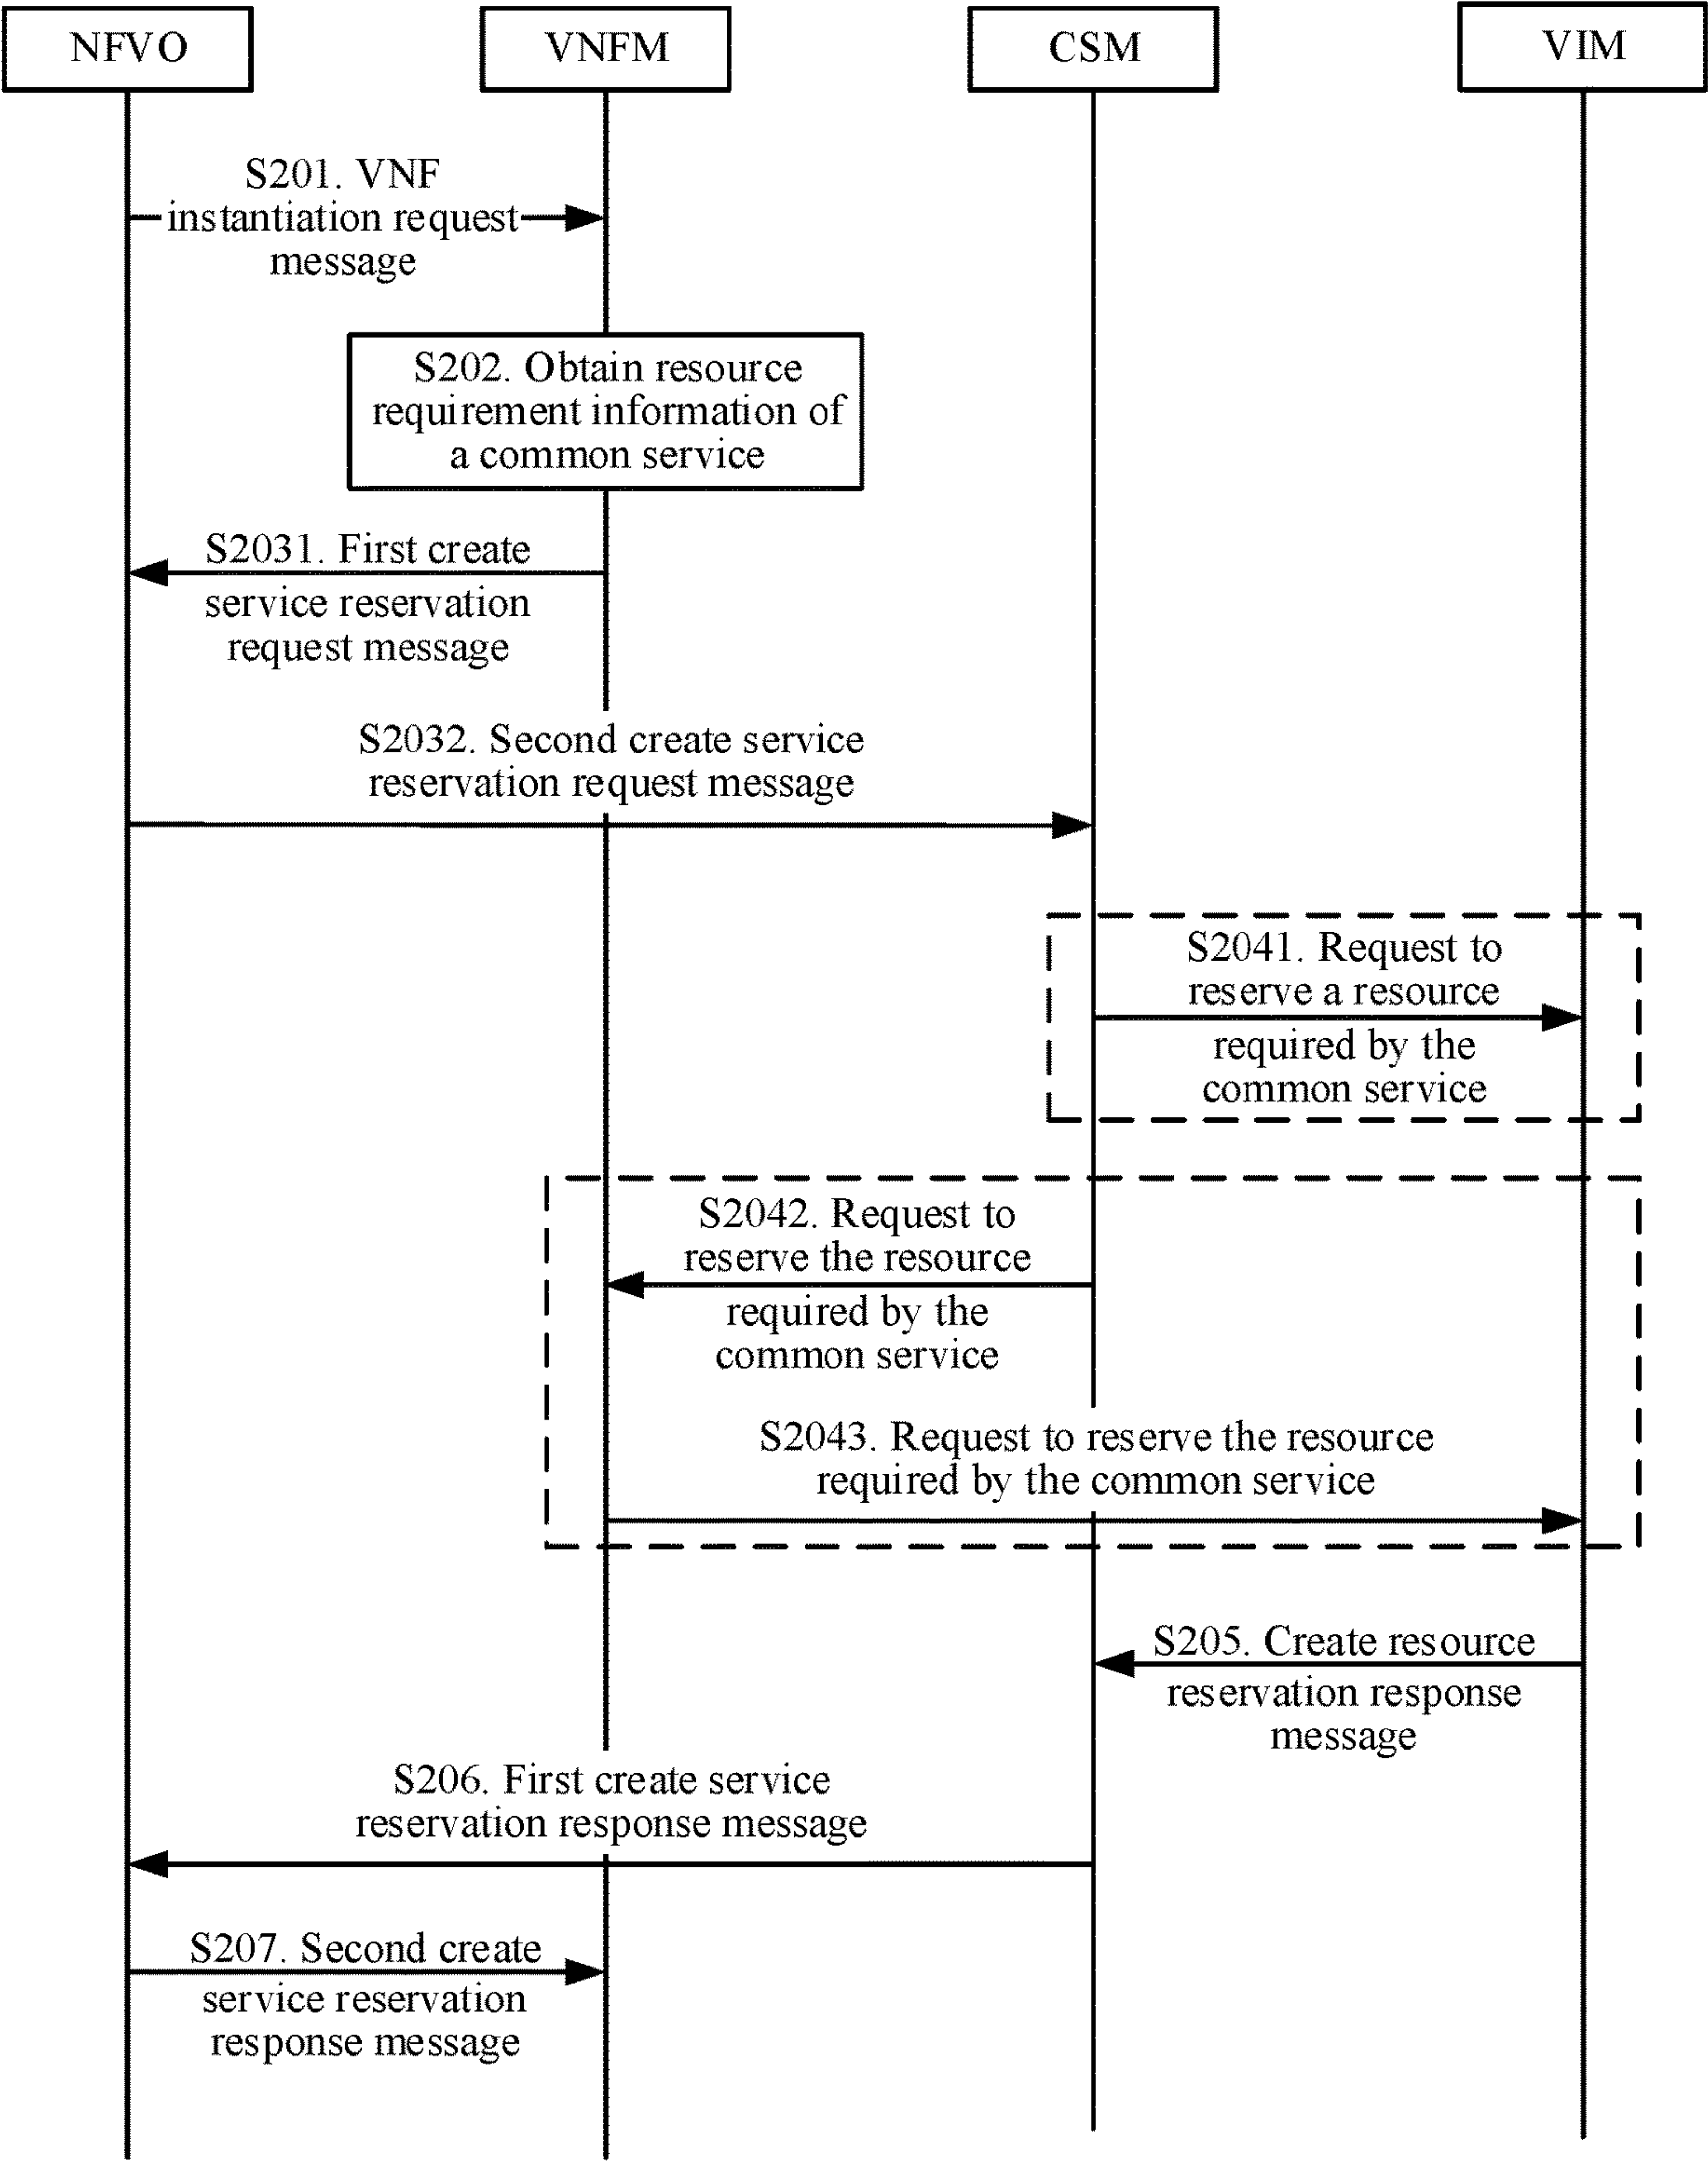 NFVO
VNFM
CSM
VIM
S201. VNF
instantiation request
message
S202. Obtain resource
requirement information of
a common service
S2031. First create
service reservation
request message
S2032. Second create service
reservation request message
S2041. Request to
reserve a resource
required by the
common service
S2042. Request to
reserve the resource
required by the
common service
S2043. Request to reserve the resource
required by the common service
S205. Create resource
reservation response
message
S206. First create service
reservation response message
S207. Second create
service reservation
response message